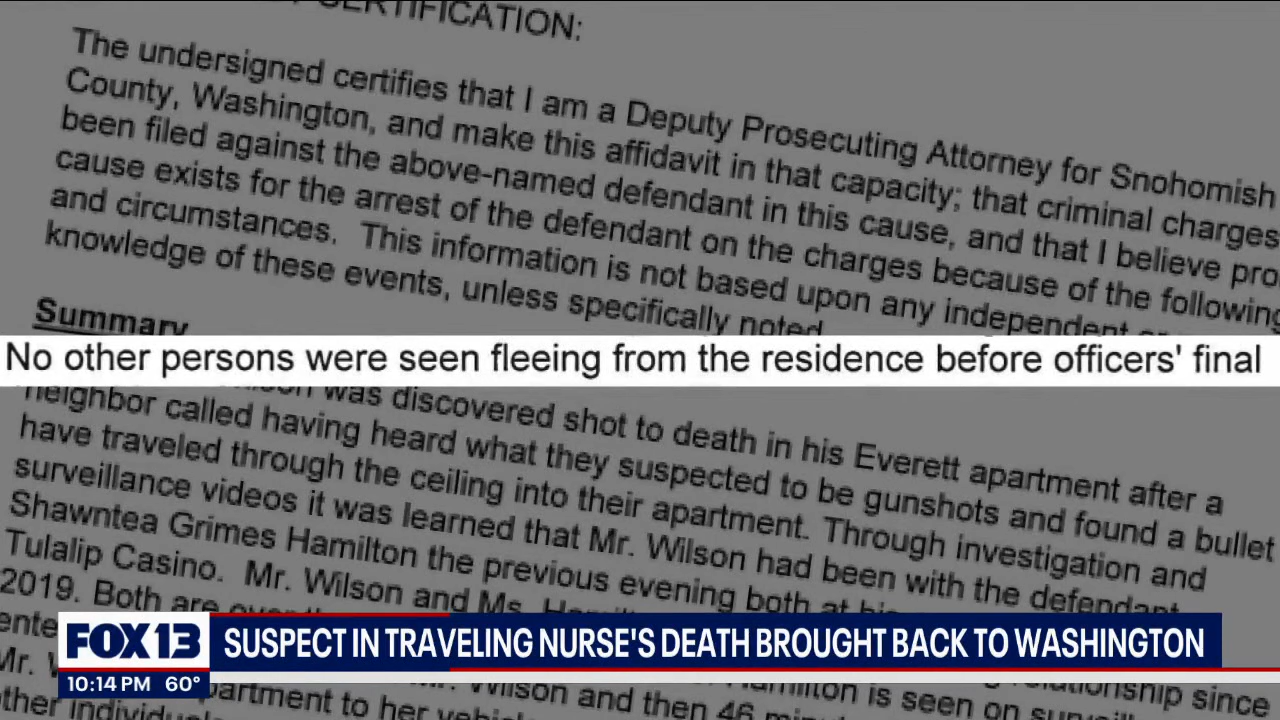 CERTIFICATION:
The undersigned certifies that I am a Deputy Prosecuting Attorney for Snohomish
County, Washington, and make this affidavit in that capacity; that criminal charges
been filed against the above-named defendant in this cause, and that I believe pro
cause exists for the arrest of the defendant on the charges because of the following
and circumstances. This information is not based upon any independent
knowledge of these events, unless specifically noted
Summary
No other persons were seen fleeing from the residence before officers' final
was discovered shot to death in his Everett apartment after a
neighbor called having heard what they suspected to be gunshots and found a bullet
have traveled through the ceiling into their apartment. Through investigation and
surveillance videos it was learned that Mr. Wilson had been with the defendant
Shawntea Grimes Hamilton the previous evening both at
Tulalip Casino. Mr. Wilson and Ms.
2019. Both are
relationship since
Mr.
Hamilton is seen on
apartment to her
Mr. Wilson and then 46
other
FOX 13
SUSPECT IN TRAVELING NURSE'S DEATH BROUGHT BACK TO WASHINGTON
10:14 PM 60°